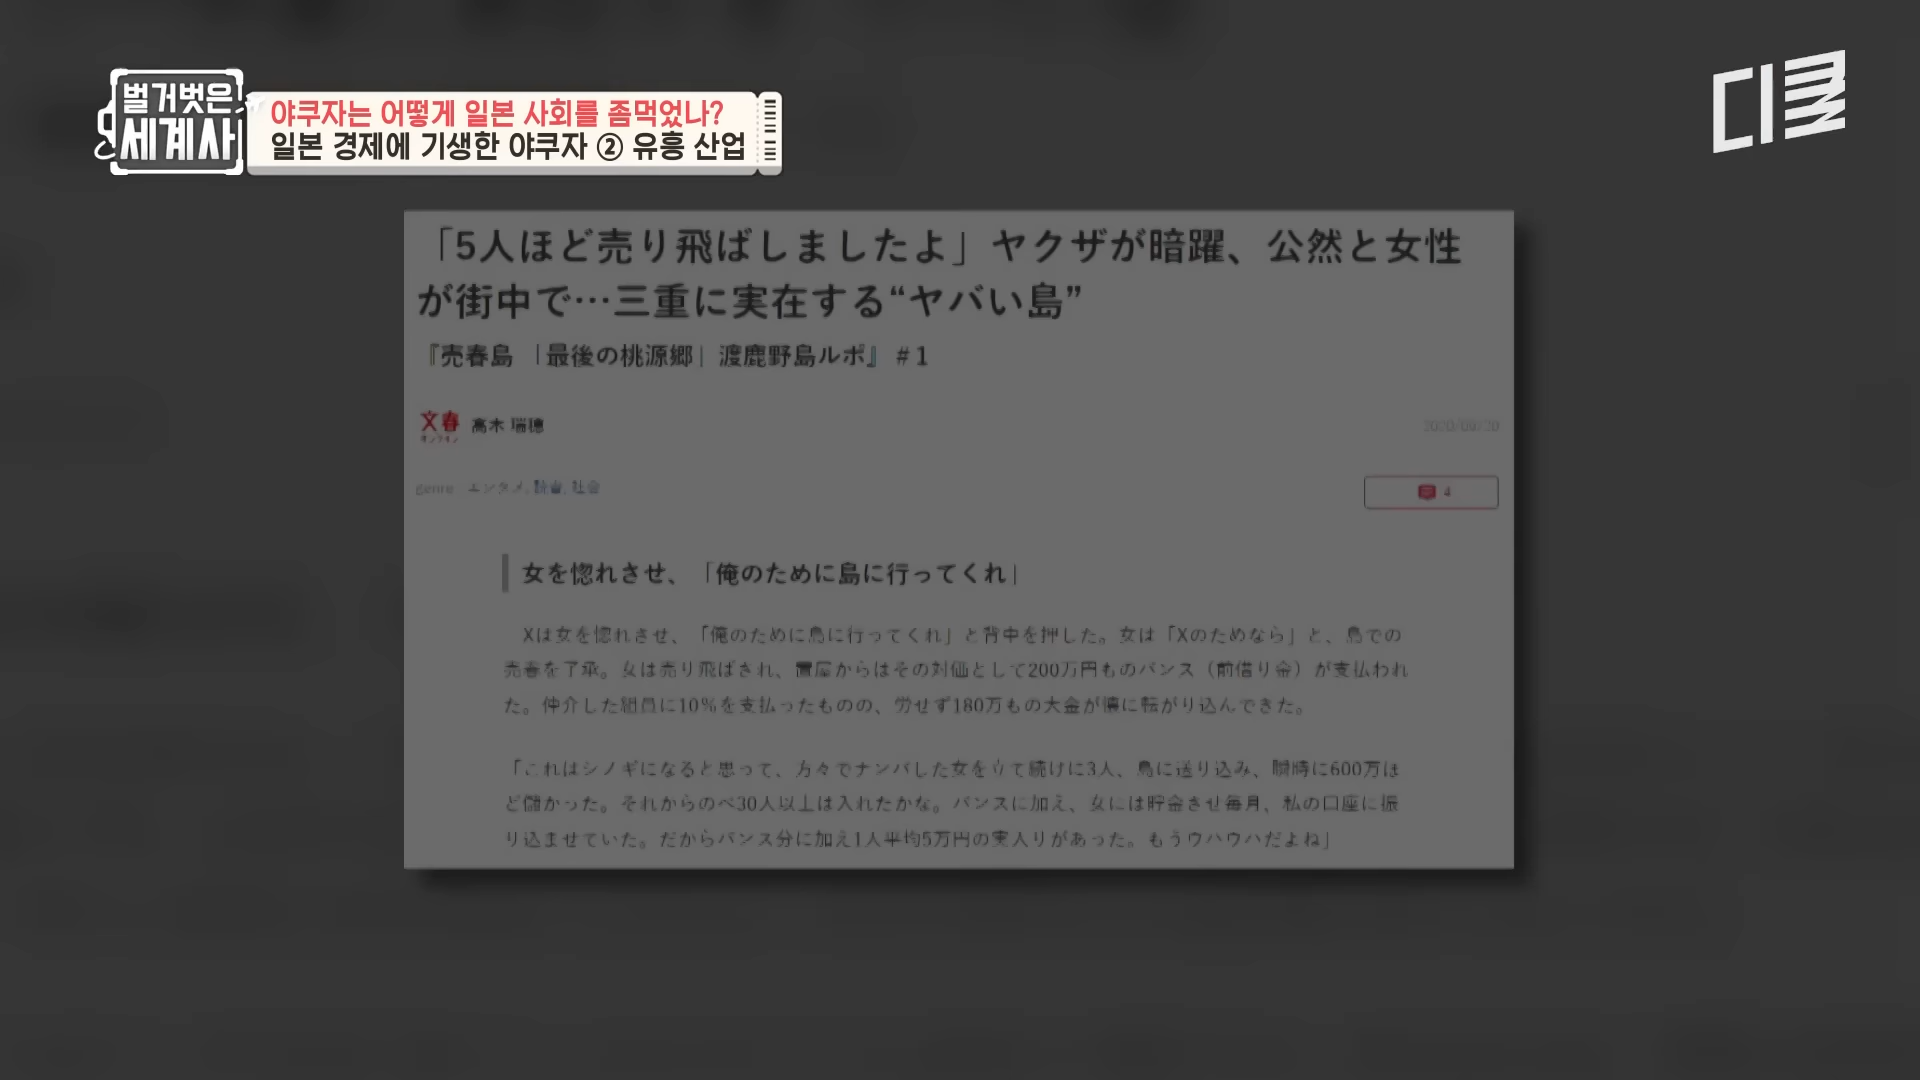 벌거벗은
세계사
야쿠자는 어떻게 일본 사회를 좀먹었나?
일본 경제에 기생한 야쿠자 ② 유흥 산업
디클
「5人ほど売り飛ばしましたよ」ヤクザが暗躍、公然と女性
が街中で…三重に実在する“ヤバい島”
『売春島 「最後の桃源郷」渡鹿野島ルポ』 #1
文春
オンライン
高木 瑞穂
genre エンタメ, 読書, 社会
4
女を惚れさせ、「俺のために島に行ってくれ」
Xは女を惚れさせ、「俺のために島に行ってくれ」と背中を押した。女は「Xのためなら」と、島での
売春を了承。女は売り飛ばされ、置屋からはその対価として200万円ものバンス（前借り金）が支払われ
た。仲介した組員に10％を支払ったものの、労せず180万もの大金が懐に転がり込んできた。
「これはシノギになると思って、方々でナンパした女を立て続けに3人、島に送り込み、瞬時に600万ほ
ど儲かった。それからのべ30人以上は入れたかな。バンスに加え、女には貯金させ毎月、私の口座に振
り込ませていた。だからバンス分に加え1人平均5万円の実入りがあった。もうウハウハだよね」